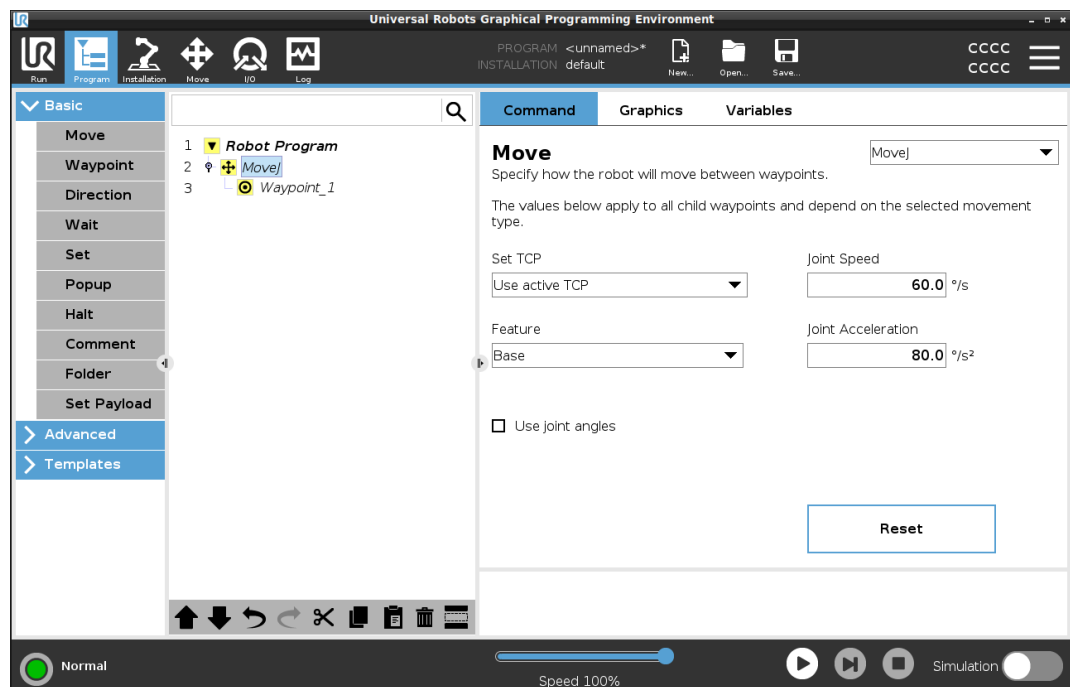 Universal Robots Graphical Programming Environment
UR
Run
Program
Installation
Move
I/O
Log
PROGRAM <unnamed>*
INSTALLATION default
New...
Open...
Save...
CCCC
CCCC
Basic
Move
Waypoint
Direction
Wait
Set
Popup
Halt
Comment
Folder
Set Payload
Advanced
Templates
1 Robot Program
2 MoveJ
3 Waypoint_1
Command Graphics Variables
Move
MoveJ
Specify how the robot will move between waypoints.
The values below apply to all child waypoints and depend on the selected movement
type.
Set TCP
Joint Speed
Use active TCP
60.0 °/s
Feature
Joint Acceleration
Base
80.0 °/s²
Use joint angles
Reset
Normal
Speed 100%
Simulation